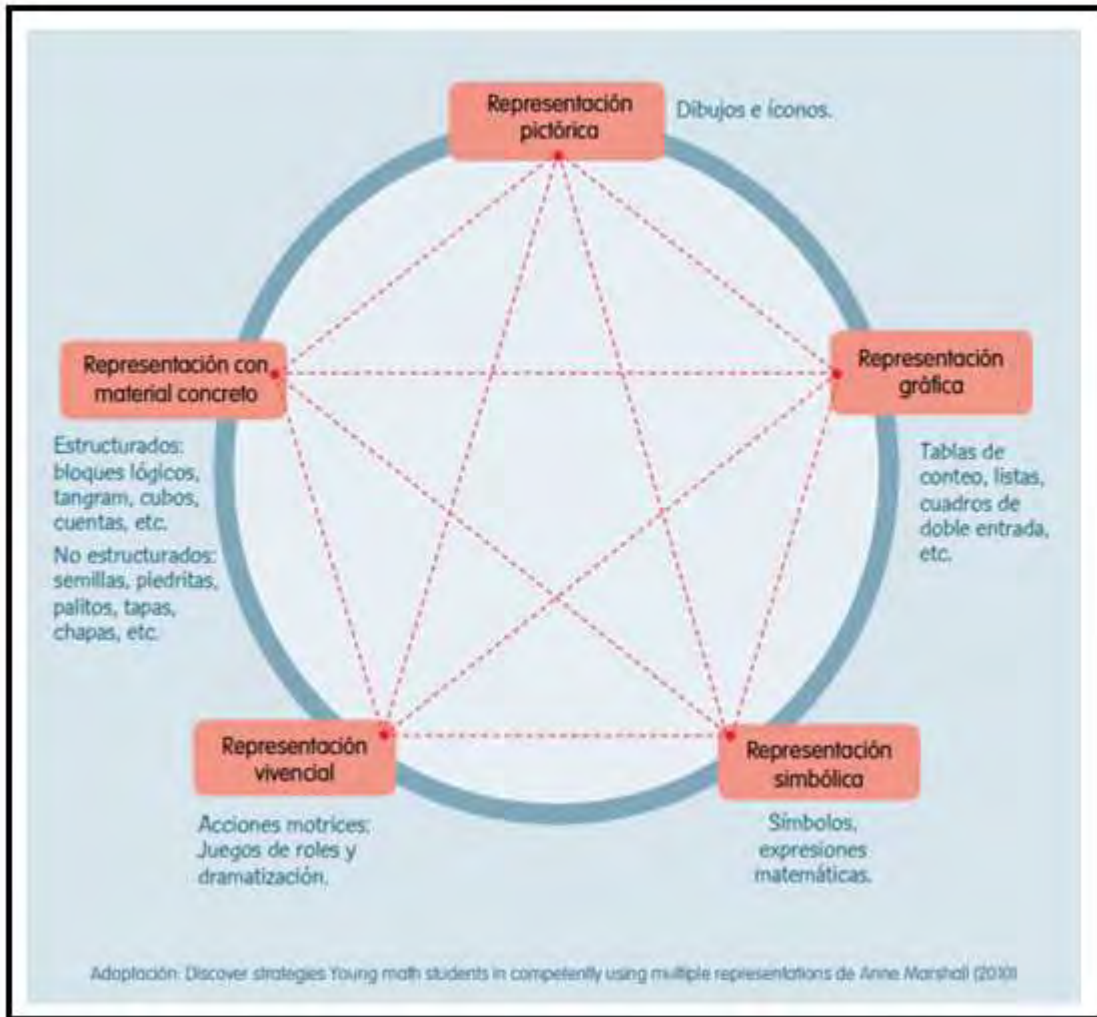 Representación
pictórica
Dibujos e íconos.
Representación con
material concreto
Estructurados:
bloques lógicos,
tangram, cubos,
cuentas, etc.
No estructurados:
semillas, piedritas,
palitos, tapas,
chapas, etc.
Representación
gráfica
Tablas de
conteo, listas,
cuadros de
doble entrada,
etc.
Representación
vivencial
Acciones motrices:
Juegos de roles y
dramatización.
Representación
simbólica
Símbolos,
expresiones
matemáticas.
Adaptación: Discover strategies Young math students in competently using multiple representations de Anne Marshall (2010)